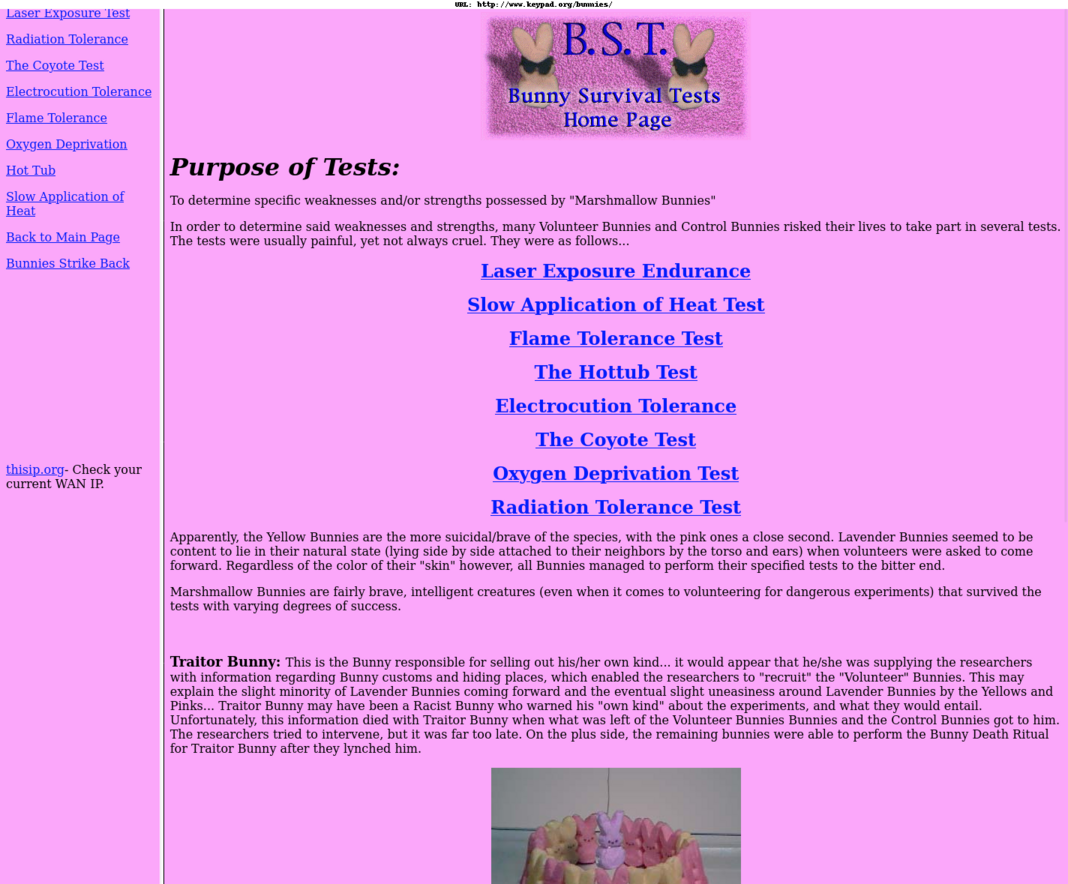 URL: http://www.keypad.org/bunnies/
Laser Exposure Test
Radiation Tolerance
The Coyote Test
Electrocution Tolerance
Flame Tolerance
Oxygen Deprivation
Hot Tub
Slow Application of
Heat
Back to Main Page
Bunnies Strike Back
thisip.org- Check your
current WAN IP.
B.S.T.
Bunny Survival Tests
Home Page
Purpose of Tests:
To determine specific weaknesses and/or strengths possessed by "Marshmallow Bunnies"
In order to determine said weaknesses and strengths, many Volunteer Bunnies and Control Bunnies risked their lives to take part in several tests.
The tests were usually painful, yet not always cruel. They were as follows...
Laser Exposure Endurance
Slow Application of Heat Test
Flame Tolerance Test
The Hottub Test
Electrocution Tolerance
The Coyote Test
Oxygen Deprivation Test
Radiation Tolerance Test
Apparently, the Yellow Bunnies are the more suicidal/brave of the species, with the pink ones a close second. Lavender Bunnies seemed to be
content to lie in their natural state (lying side by side attached to their neighbors by the torso and ears) when volunteers were asked to come
forward. Regardless of the color of their "skin" however, all Bunnies managed to perform their specified tests to the bitter end.
Marshmallow Bunnies are fairly brave, intelligent creatures (even when it comes to volunteering for dangerous experiments) that survived the
tests with varying degrees of success.
Traitor Bunny: This is the Bunny responsible for selling out his/her own kind... it would appear that he/she was supplying the researchers
with information regarding Bunny customs and hiding places, which enabled the researchers to "recruit" the "Volunteer" Bunnies. This may
explain the slight minority of Lavender Bunnies coming forward and the eventual slight uneasiness around Lavender Bunnies by the Yellows and
Pinks... Traitor Bunny may have been a Racist Bunny who warned his "own kind" about the experiments, and what they would entail.
Unfortunately, this information died with Traitor Bunny when what was left of the Volunteer Bunnies Bunnies and the Control Bunnies got to him.
The researchers tried to intervene, but it was far too late. On the plus side, the remaining bunnies were able to perform the Bunny Death Ritual
for Traitor Bunny after they lynched him.